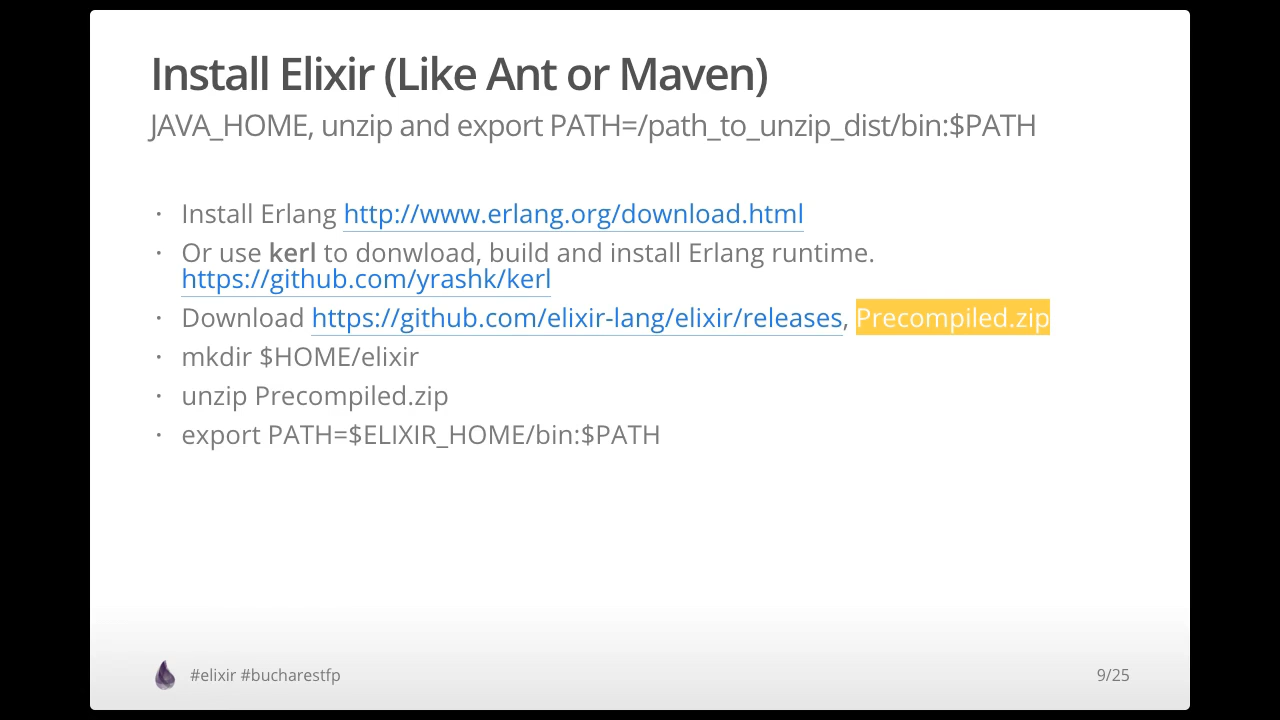 Install Elixir (Like Ant or Maven)
JAVA_HOME, unzip and export PATH=/path_to_unzip_dist/bin:$PATH
· Install Erlang http://www.erlang.org/download.html
· Or use kerl to donwload, build and install Erlang runtime.
https://github.com/yrashk/kerl
· Download https://github.com/elixir-lang/elixir/releases, Precompiled.zip
· mkdir $HOME/elixir
· unzip Precompiled.zip
· export PATH=$ELIXIR_HOME/bin:$PATH
#elixir #bucharestfp
9/25